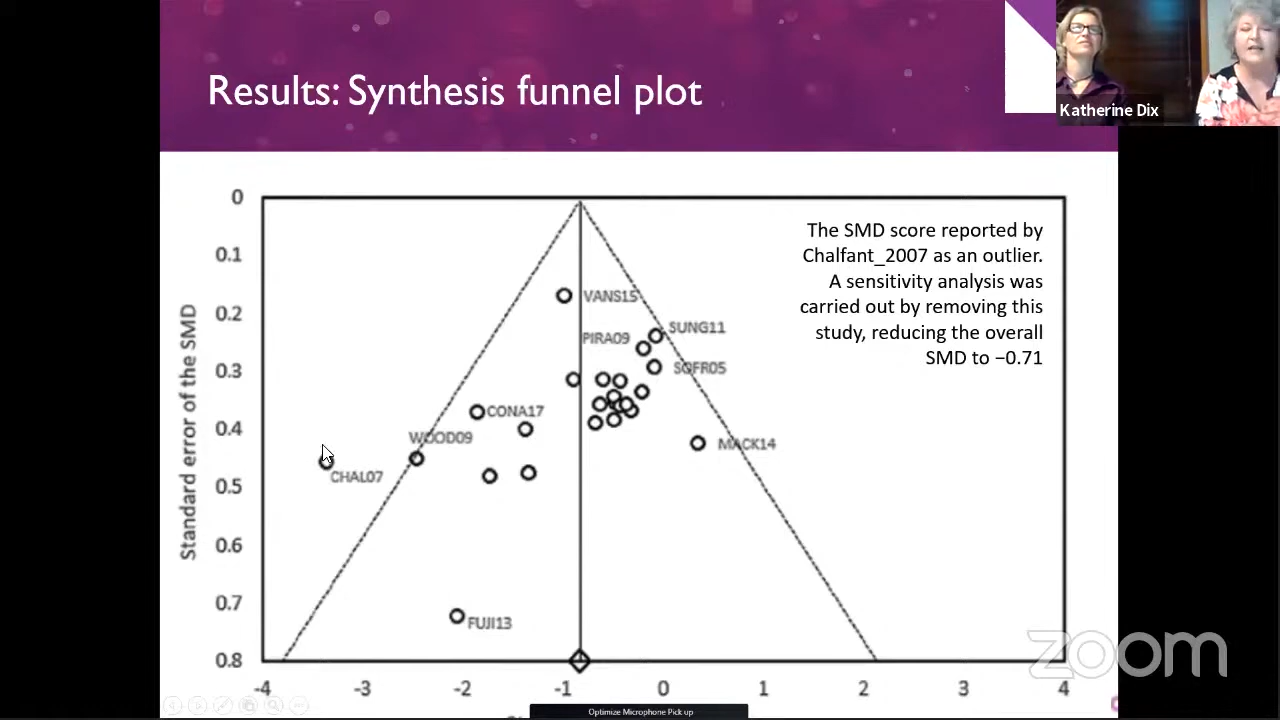 Results: Synthesis funnel plot
Katherine Dix
The SMD score reported by
Chalfant_2007 as an outlier.
A sensitivity analysis was
carried out by removing this
study, reducing the overall
SMD to −0.71
Standard error of the SMD
0
0.1
0.2
0.3
0.4
0.5
0.6
0.7
0.8
VANS15
SUNG11
PIRA09
SOFR05
CONA17
WOOD09
MACK14
CHAL07
FUJI13
-4
-3
-2
-1
0
1
2
3
4
zoom
Optimize Microphone Pick up